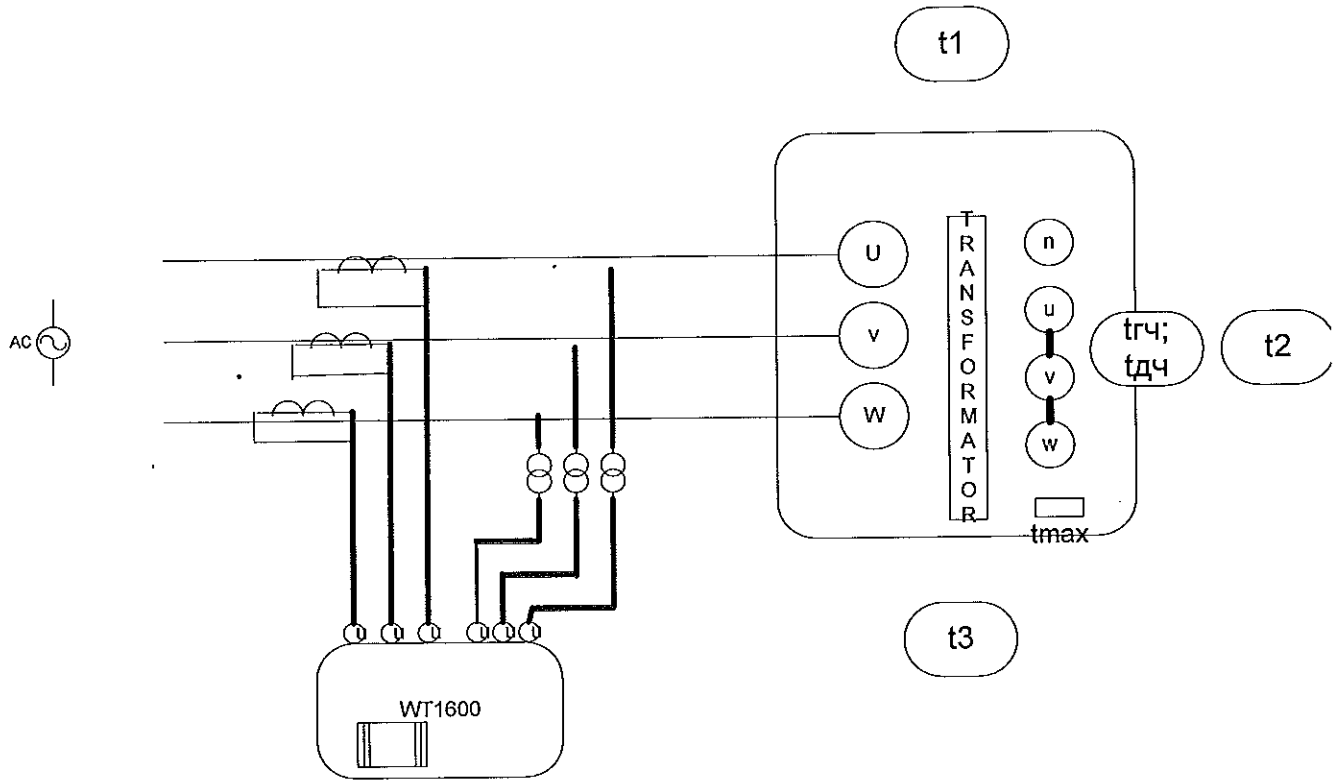 t1
TRANSFORMATOR
U
n
u
v
tгч;
tдч
t2
AC
v
W
w
tmax
t3
u
u
u
u
u
u
WT1600